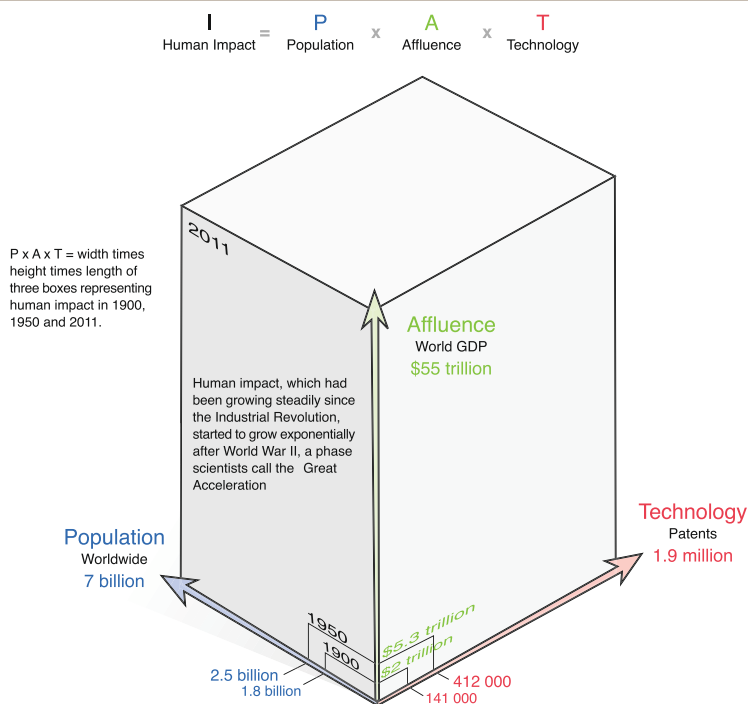 I = P x A x T
Human Impact Population Affluence Technology
2011
P x A x T = width times
height times length of
three boxes representing
human impact in 1900,
1950 and 2011.
Affluence
World GDP
$55 trillion
Human impact, which had
been growing steadily since
the Industrial Revolution,
started to grow exponentially
after World War II, a phase
scientists call the Great
Acceleration
Technology
Patents
1.9 million
Population
Worldwide
7 billion
1950
$5.3 trillion
1900
$2 trillion
2.5 billion
412 000
1.8 billion
141 000